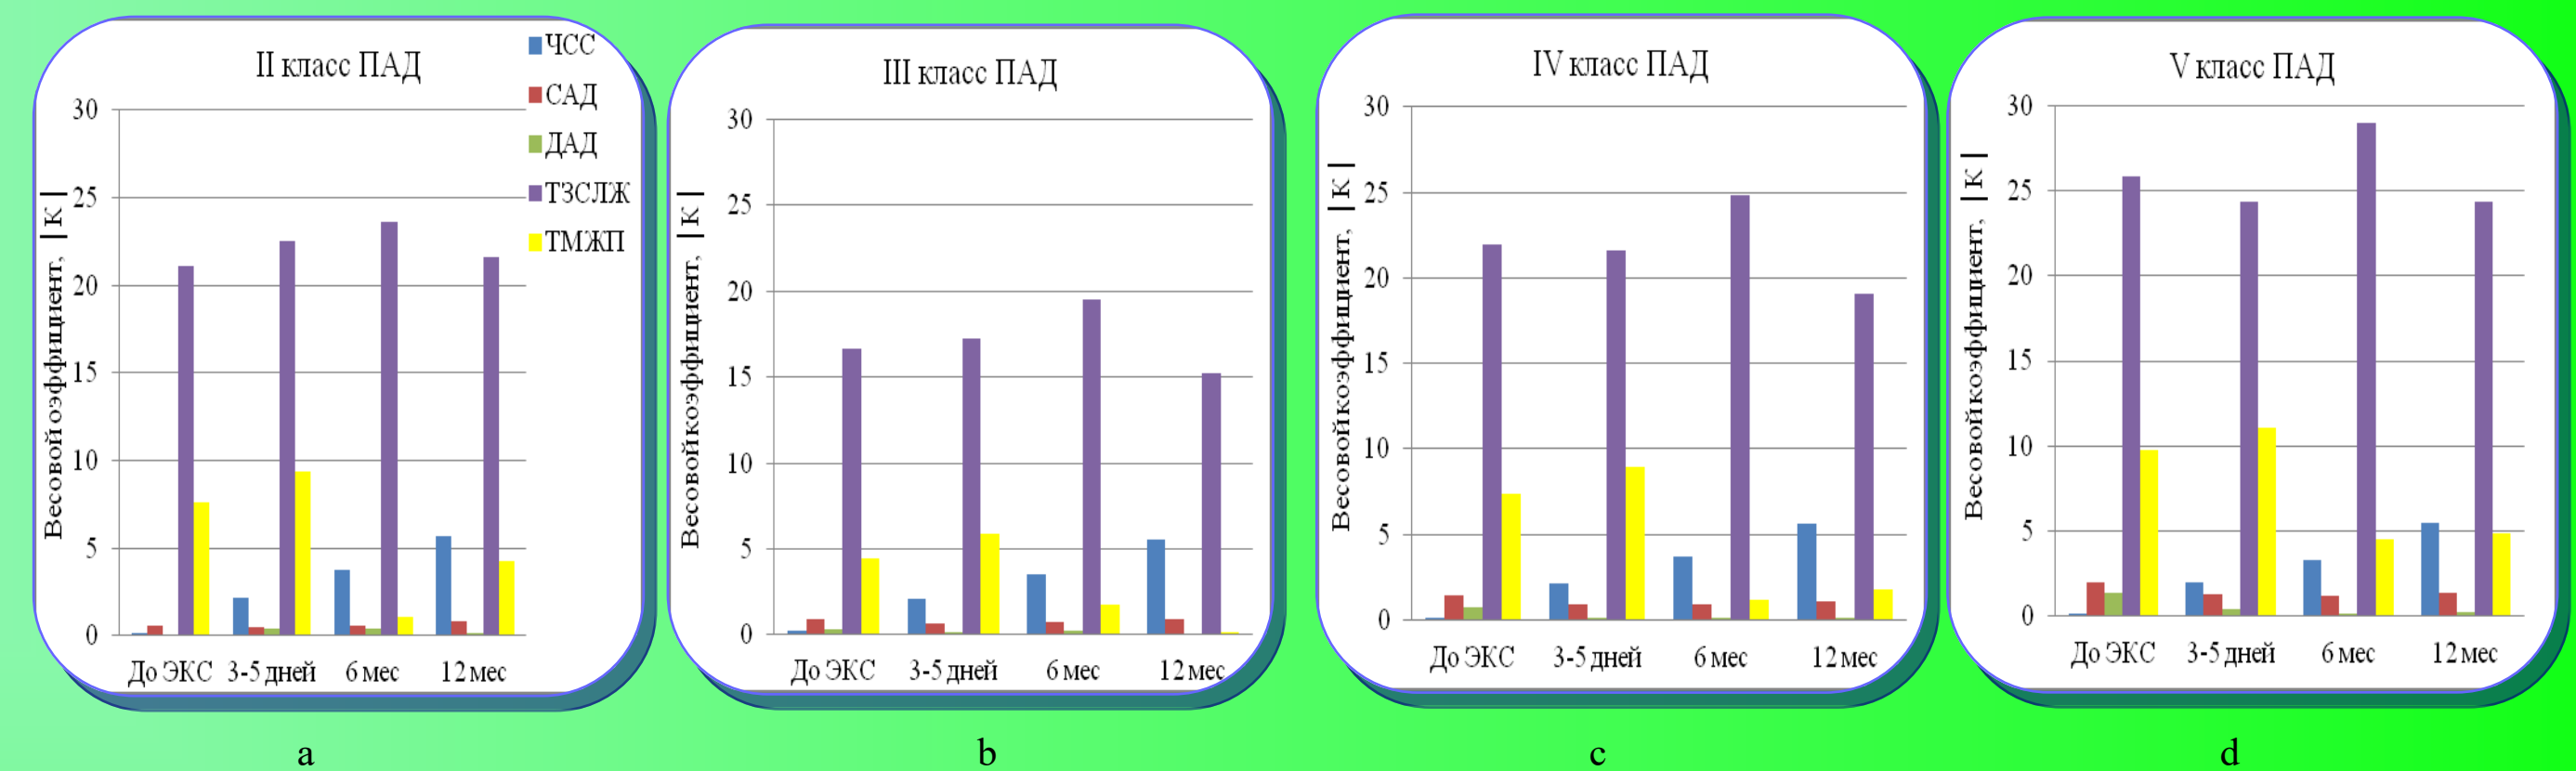 II класс ПАД
ЧСС
САД
ДАД
ТЗСЛЖ
ТМЖП
Весовой оэффициент, |К|
30
25
20
15
10
5
0
До ЭКС 3-5 дней 6 мес 12 мес
a
III класс ПАД
Весовой коэффициент, |К|
30
25
20
15
10
5
0
До ЭКС 3-5 дней 6 мес 12 мес
b
IV класс ПАД
Весовой коэффициент, |К|
30
25
20
15
10
5
0
До ЭКС 3-5 дней 6 мес 12 мес
c
V класс ПАД
Весовой коэффициент, |К|
30
25
20
15
10
5
0
До ЭКС 3-5 дней 6 мес 12 мес
d